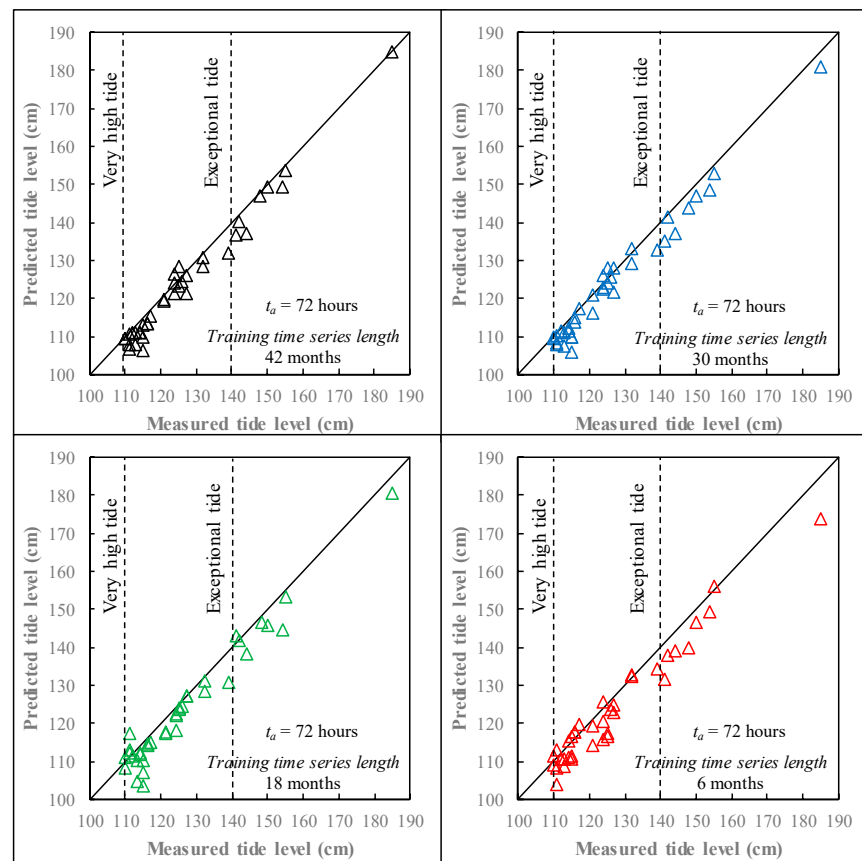 190
180
170
160
150
140
130
120
110
100
Predicted tide level (cm)
Very high tide
Exceptional tide
t_a = 72 hours
Training time series length
42 months
100 110 120 130 140 150 160 170 180 190
Measured tide level (cm)
190
180
170
160
150
140
130
120
110
100
Predicted tide level (cm)
Very high tide
Exceptional tide
t_a = 72 hours
Training time series length
30 months
100 110 120 130 140 150 160 170 180 190
Measured tide level (cm)
190
180
170
160
150
140
130
120
110
100
Predicted tide level (cm)
Very high tide
Exceptional tide
t_a = 72 hours
Training time series length
18 months
100 110 120 130 140 150 160 170 180 190
Measured tide level (cm)
190
180
170
160
150
140
130
120
110
100
Predicted tide level (cm)
Very high tide
Exceptional tide
t_a = 72 hours
Training time series length
6 months
100 110 120 130 140 150 160 170 180 190
Measured tide level (cm)